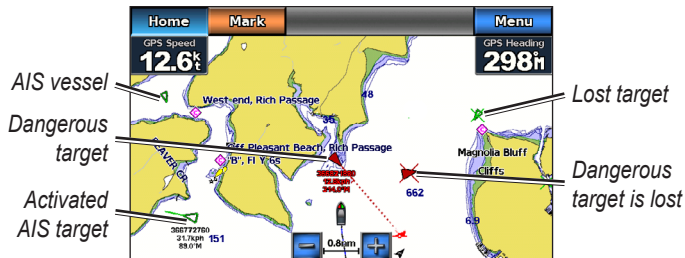 Home
Mark
Menu
GPS Speed
12.6kt
GPS Heading
298°M
AIS vessel
Dangerous
target
Activated
AIS target
Lost target
Dangerous
target is lost
West-end, Rich Passage
48
35
Pleasant Beach, Rich Passage
"B", Fl Y 6s
BEAVER CR
Magnolia Bluff
Cliffs
662
6.9
366772760
31.7kph
89.0°M
151
0.8nm